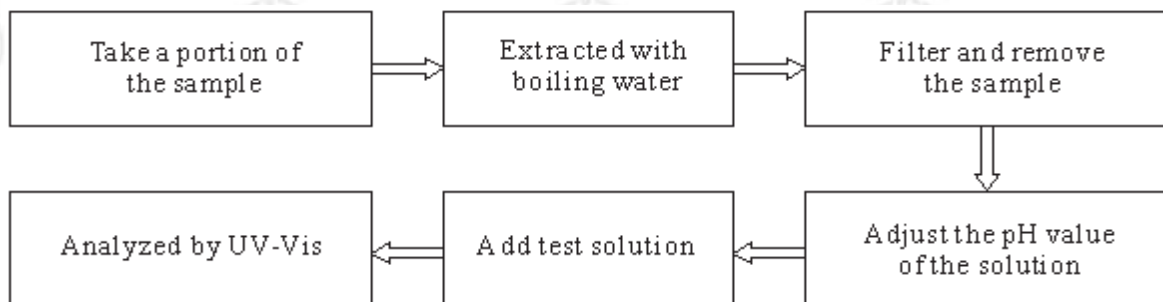 Take a portion of
the sample
Extracted with
boiling water
Filter and remove
the sample
Adjust the pH value
of the solution
Add test solution
Analyzed by UV-Vis